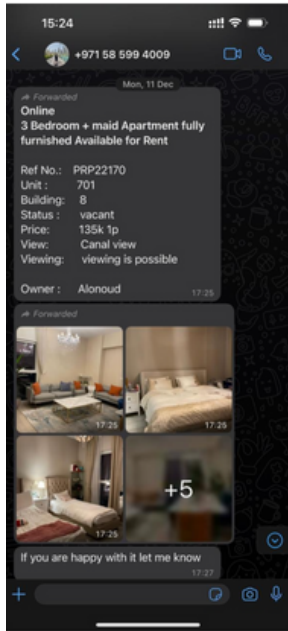 15:24
+971 58 599 4009
Mon, 11 Dec
Forwarded
Online
3 Bedroom + maid Apartment fully
furnished Available for Rent
Ref No.: PRP22170
Unit : 701
Building: 8
Status : vacant
Price: 135k 1p
View: Canal view
Viewing: viewing is possible
Owner : Alonoud
17:25
Forwarded
17:25
17:25
17:25
+5
If you are happy with it let me know
17:27